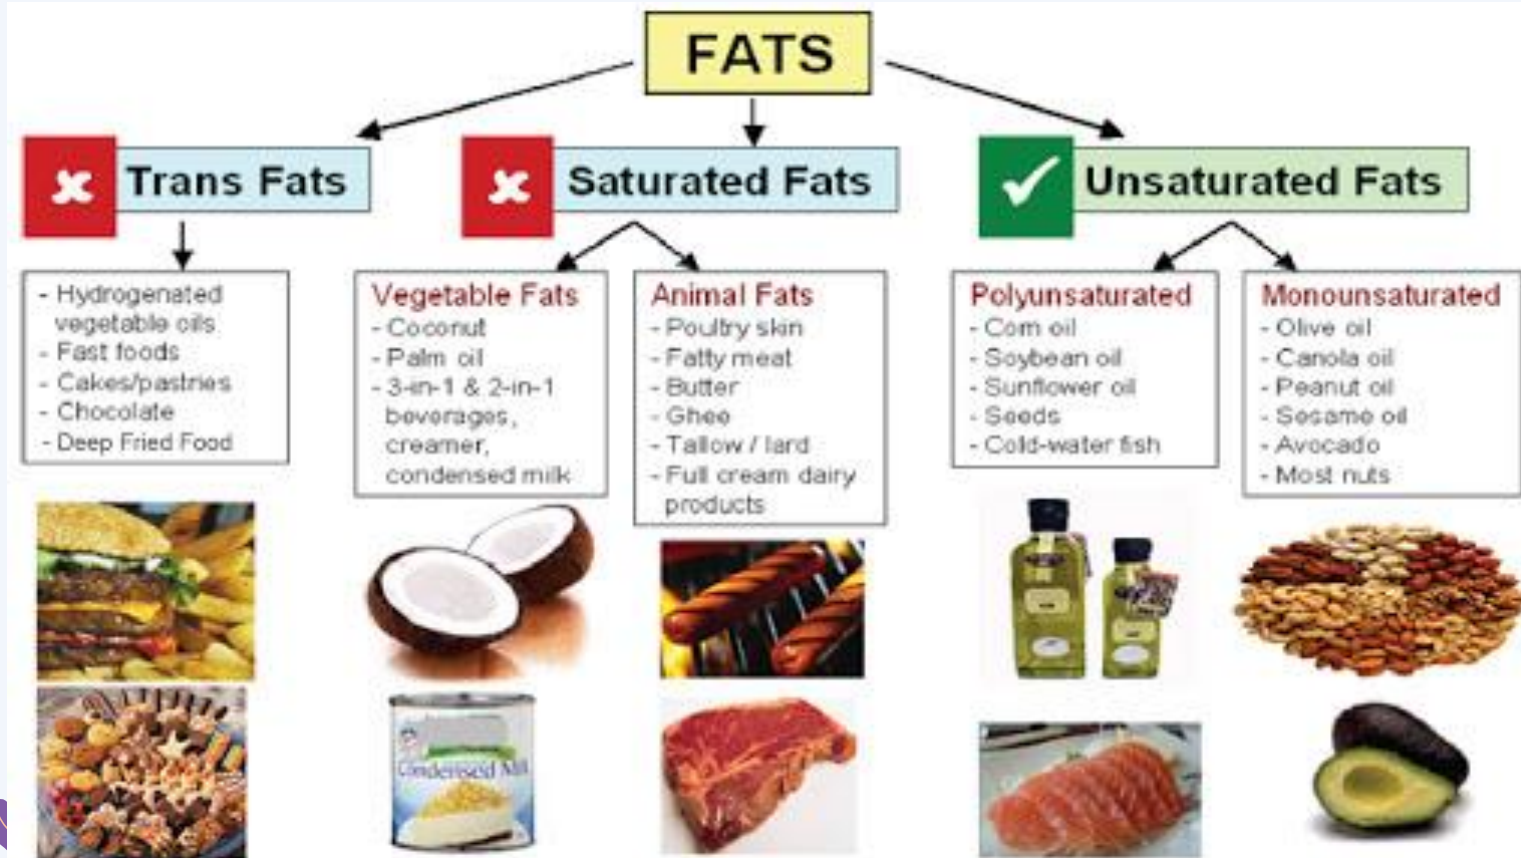 FATS
Trans Fats
Saturated Fats
Unsaturated Fats
- Hydrogenated
vegetable oils
- Fast foods
- Cakes/pastries
- Chocolate
- Deep Fried Food
Vegetable Fats
- Coconut
- Palm oil
- 3-in-1 & 2-in-1
beverages,
creamer,
condensed milk
Animal Fats
- Poultry skin
- Fatty meat
- Butter
- Ghee
- Tallow / lard
- Full cream dairy
products
Polyunsaturated
- Corn oil
- Soybean oil
- Sunflower oil
- Seeds
- Cold-water fish
Monounsaturated
- Olive oil
- Canola oil
- Peanut oil
- Sesame oil
- Avocado
- Most nuts
Condensed